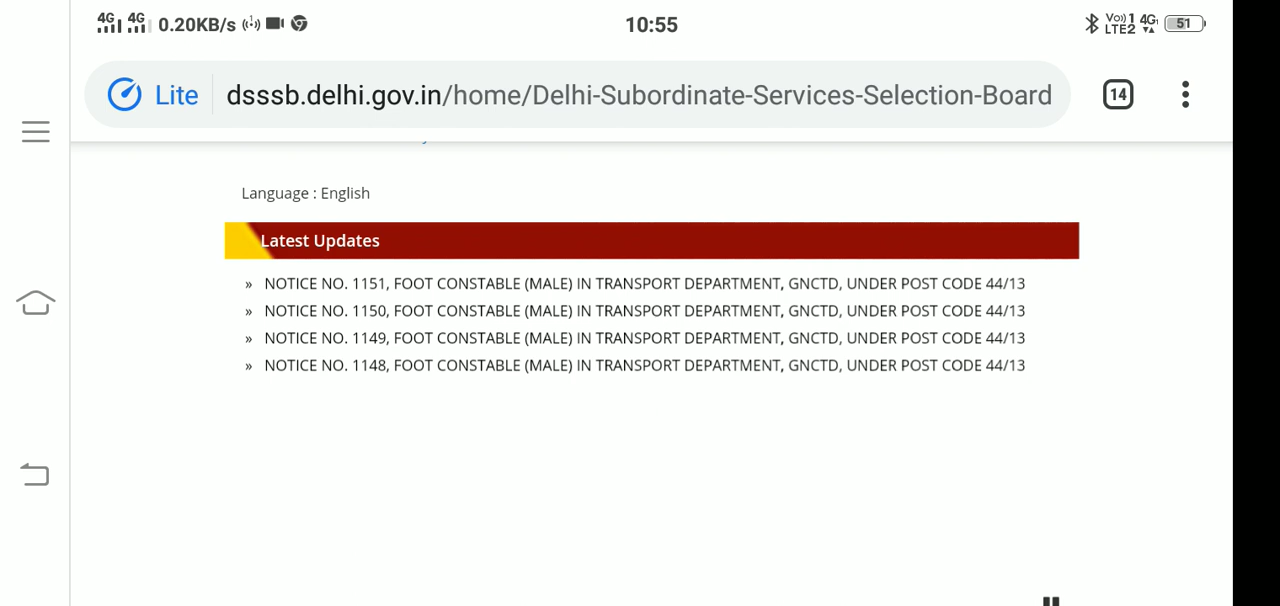 4G 4G 0.20KB/s 10:55 Vo)) 1 LTE2 4G 51
Lite dsssb.delhi.gov.in/home/Delhi-Subordinate-Services-Selection-Board 14
Language : English
Latest Updates
» NOTICE NO. 1151, FOOT CONSTABLE (MALE) IN TRANSPORT DEPARTMENT, GNCTD, UNDER POST CODE 44/13
» NOTICE NO. 1150, FOOT CONSTABLE (MALE) IN TRANSPORT DEPARTMENT, GNCTD, UNDER POST CODE 44/13
» NOTICE NO. 1149, FOOT CONSTABLE (MALE) IN TRANSPORT DEPARTMENT, GNCTD, UNDER POST CODE 44/13
» NOTICE NO. 1148, FOOT CONSTABLE (MALE) IN TRANSPORT DEPARTMENT, GNCTD, UNDER POST CODE 44/13